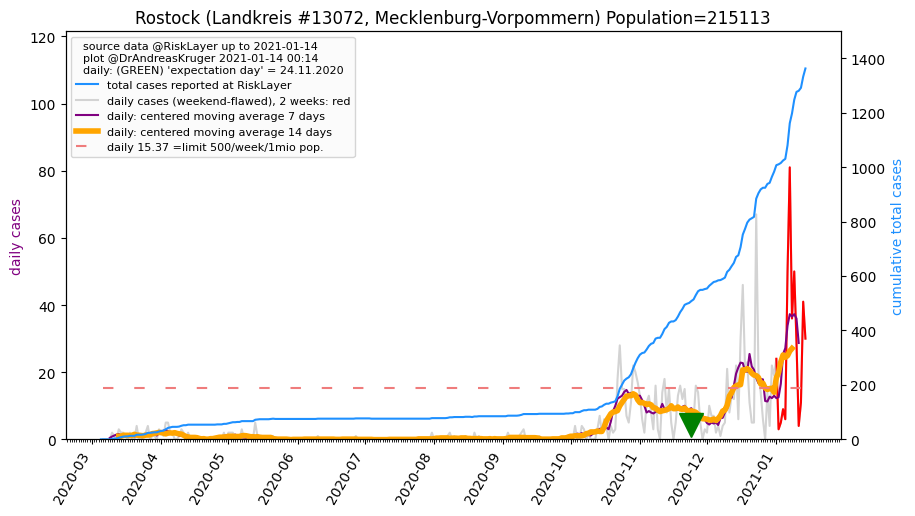 Rostock (Landkreis #13072, Mecklenburg-Vorpommern) Population=215113
source data @RiskLayer up to 2021-01-14
plot @DrAndreasKruger 2021-01-14 00:14
daily: (GREEN) 'expectation day' = 24.11.2020
total cases reported at RiskLayer
daily cases (weekend-flawed), 2 weeks: red
daily: centered moving average 7 days
daily: centered moving average 14 days
daily 15.37 =limit 500/week/1mio pop.
daily cases
120
100
80
60
40
20
0
cumulative total cases
1400
1200
1000
800
600
400
200
0
2020-03
2020-04
2020-05
2020-06
2020-07
2020-08
2020-09
2020-10
2020-11
2020-12
2021-01